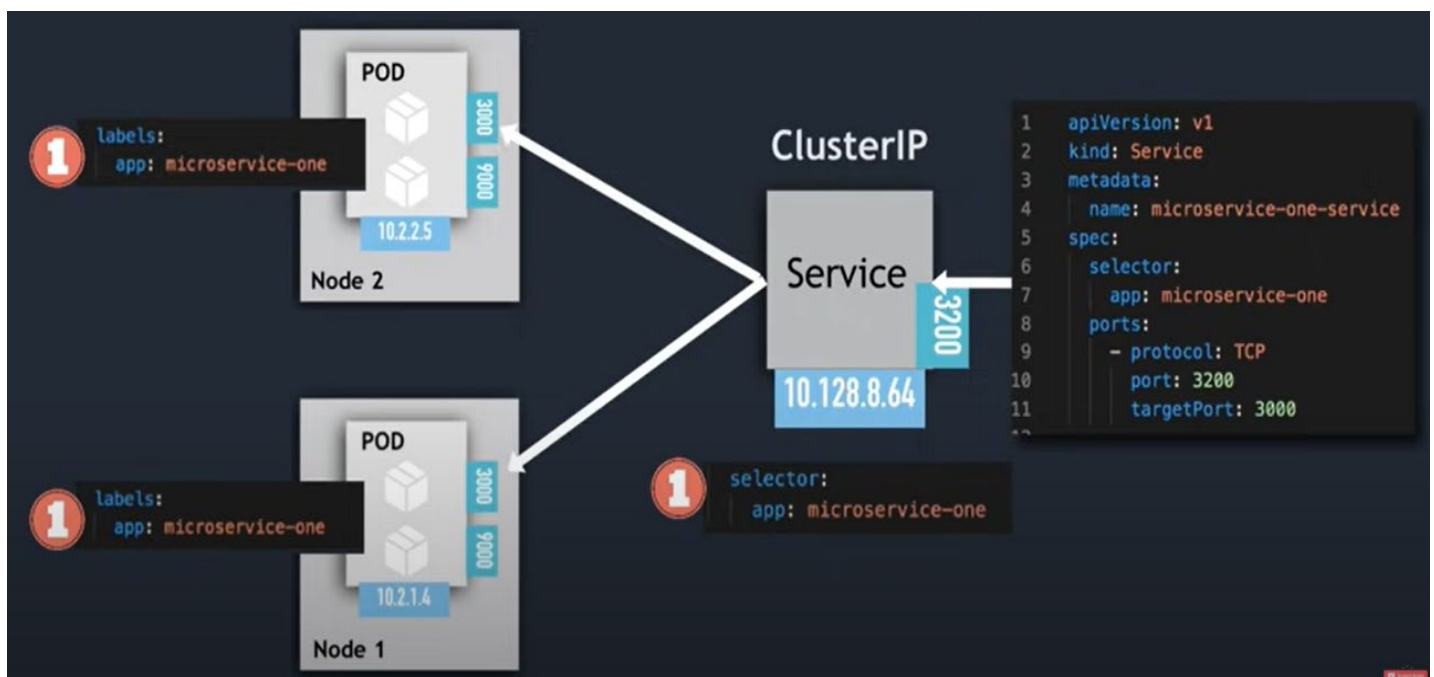 POD
3000
9000
10.2.2.5
Node 2
1
labels:
app: microservice-one
POD
3000
9000
10.2.1.4
Node 1
1
labels:
app: microservice-one
ClusterIP
Service
3200
10.128.8.64
1
selector:
app: microservice-one
1 apiVersion: v1
2 kind: Service
3 metadata:
4 name: microservice-one-service
5 spec:
6 selector:
7 app: microservice-one
8 ports:
9 - protocol: TCP
10 port: 3200
11 targetPort: 3000